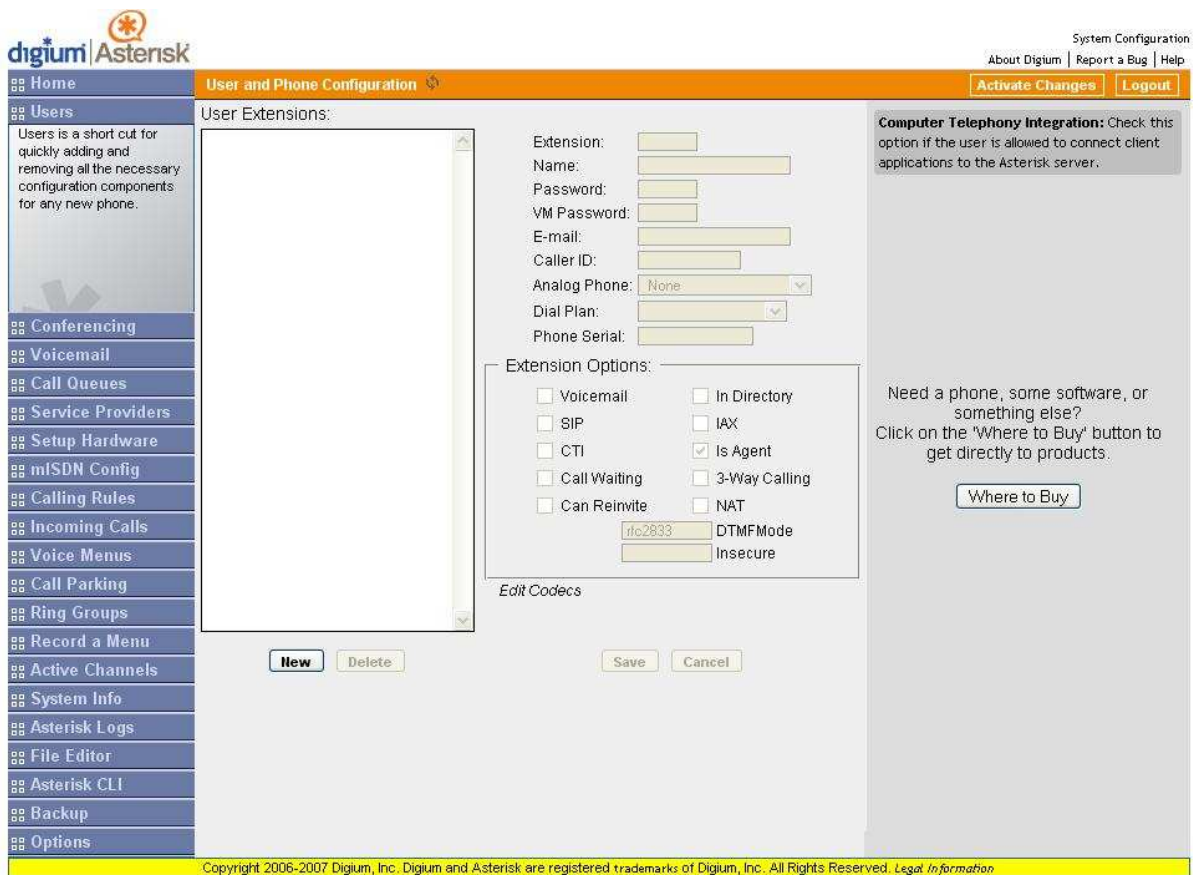 digium Asterisk
System Configuration
About Digium | Report a Bug | Help
Home
User and Phone Configuration
Activate Changes
Logout
Users
Users is a short cut for
quickly adding and
removing all the necessary
configuration components
for any new phone.
Conferencing
Voicemail
Call Queues
Service Providers
Setup Hardware
mISDN Config
Calling Rules
Incoming Calls
Voice Menus
Call Parking
Ring Groups
Record a Menu
Active Channels
System Info
Asterisk Logs
File Editor
Asterisk CLI
Backup
Options
User Extensions:
New
Delete
Extension:
Name:
Password:
VM Password:
E-mail:
Caller ID:
Analog Phone: None
Dial Plan:
Phone Serial:
Extension Options:
Voicemail In Directory
SIP IAX
CTI Is Agent
Call Waiting 3-Way Calling
Can Reinvite NAT
rfc2833 DTMFMode
Insecure
Edit Codecs
Save
Cancel
Computer Telephony Integration: Check this
option if the user is allowed to connect client
applications to the Asterisk server.
Need a phone, some software, or
something else?
Click on the 'Where to Buy' button to
get directly to products.
Where to Buy
Copyright 2006-2007 Digium, Inc. Digium and Asterisk are registered trademarks of Digium, Inc. All Rights Reserved. Legal Information